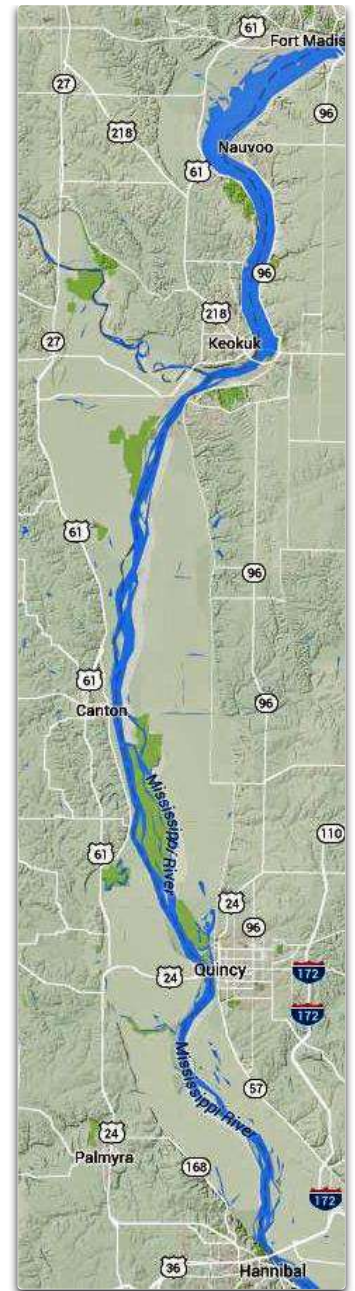 61
Fort Madis
27
96
218
Nauvoo
61
96
218
Keokuk
27
61
96
61
96
Canton
Mississippi River
110
61
24
96
Quincy
24
172
172
Mississippi River
57
24
Palmyra
168
172
36
Hannibal